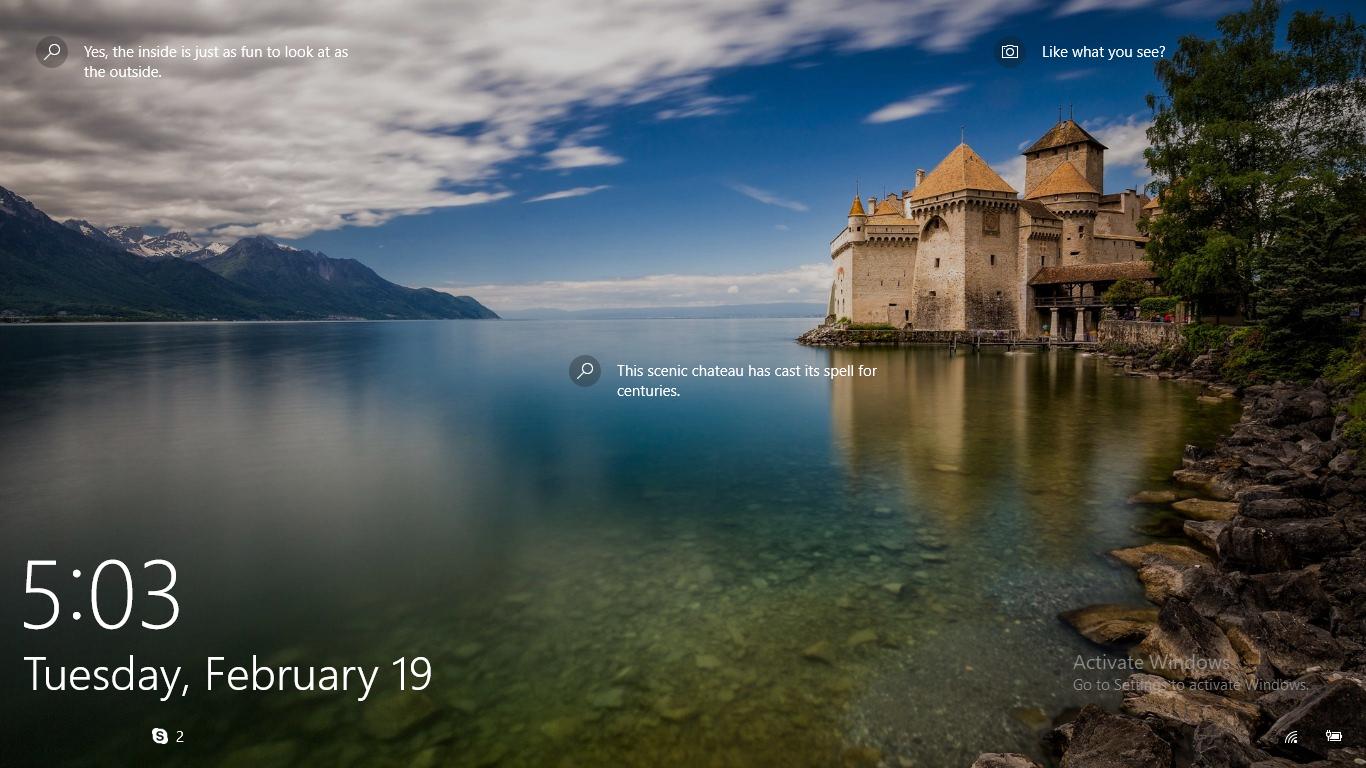 Yes, the inside is just as fun to look at as
the outside.
Like what you see?
This scenic chateau has cast its spell for
centuries.
5:03
Tuesday, February 19
Activate Windows
Go to Settings to activate Windows.
2